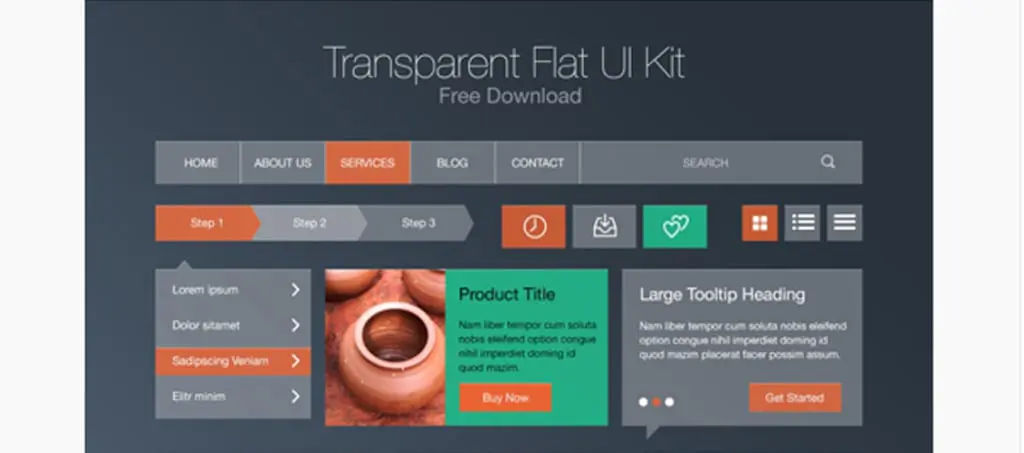 Transparent Flat UI Kit
Free Download
HOME ABOUT US SERVICES BLOG CONTACT SEARCH
Step 1 Step 2 Step 3
Lorem ipsum
Dolor sitamet
Sadipscing Veniam
Elitr minim
Product Title
Nam liber tempor cum soluta
nobis eleifend option congue
nihil imperdiet doming id
quod mazim.
Buy Now
Large Tooltip Heading
Nam liber tempor cum soluta nobis eleifend
option congue nihil imperdiet doming id
quod mazim placerat facer possim assum.
Get Started